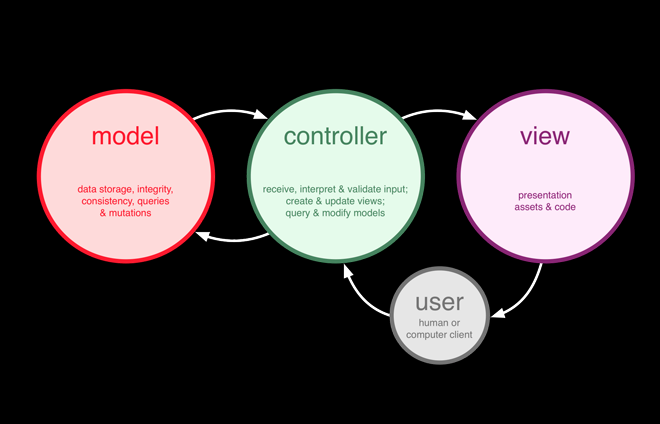 model
data storage, integrity,
consistency, queries
& mutations
controller
receive, interpret & validate input;
create & update views;
query & modify models
view
presentation
assets & code
user
human or
computer client